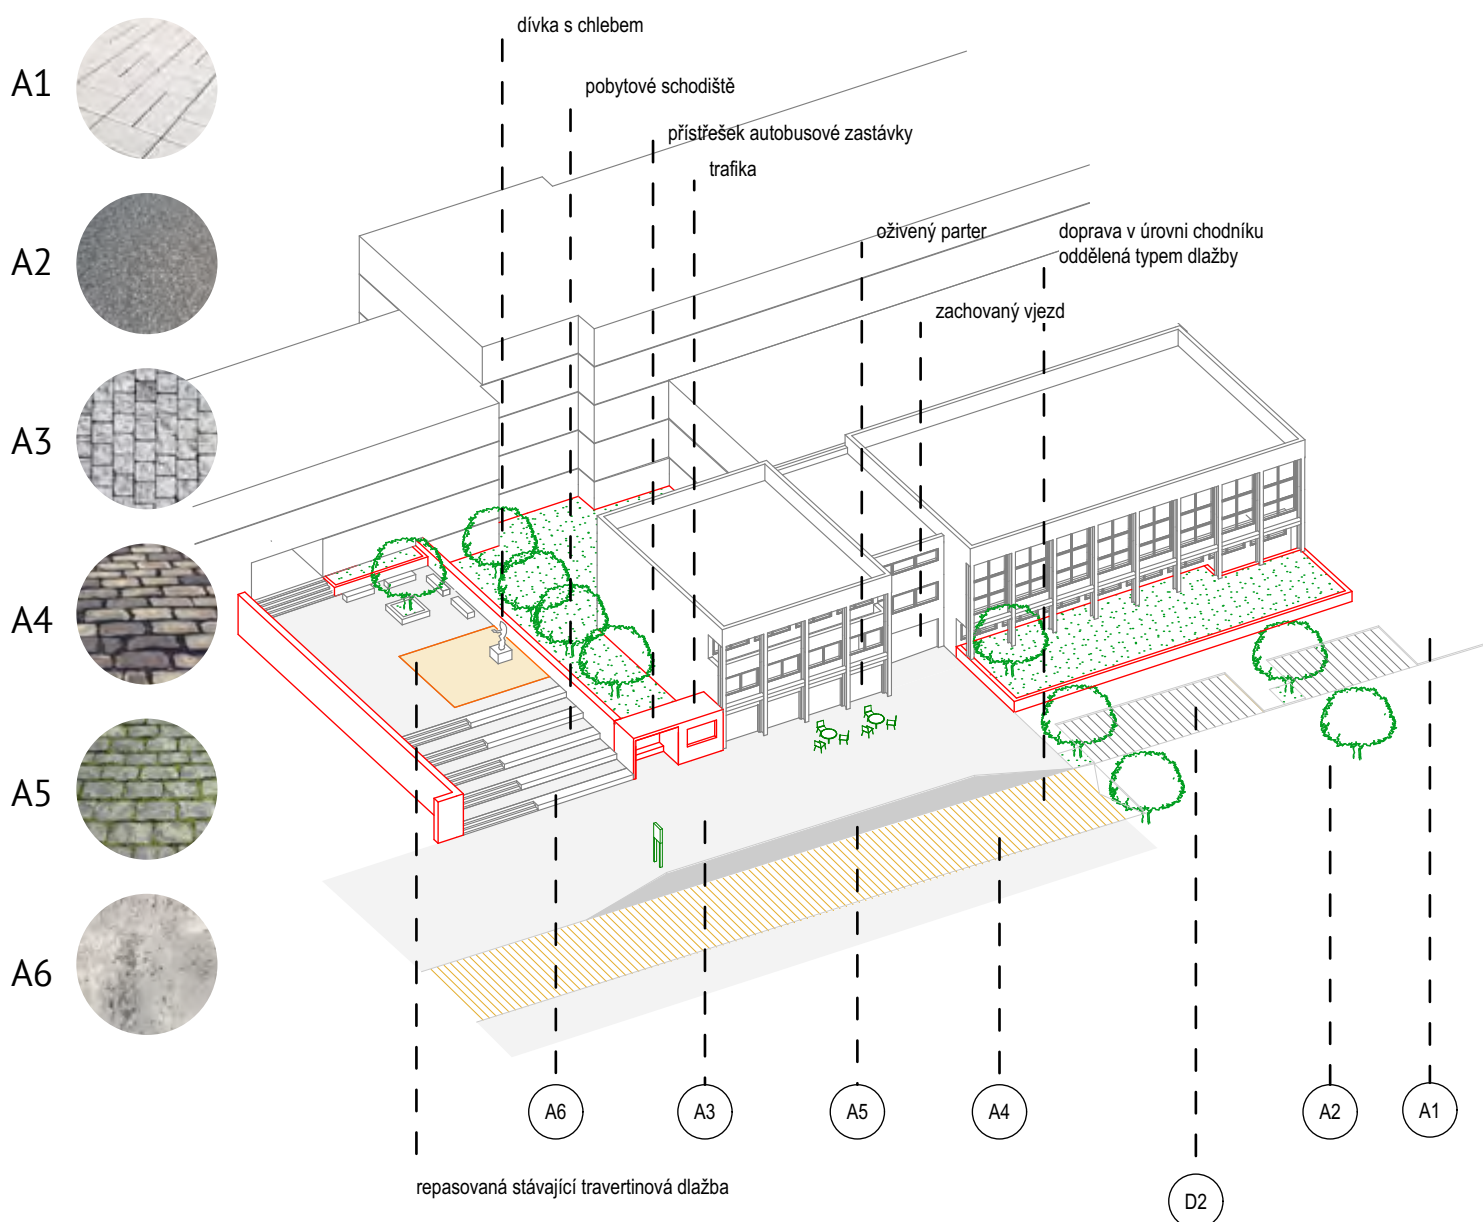 dívka s chlebem
pobytové schodiště
přístřešek autobusové zastávky
trafika
oživený parter
doprava v úrovni chodníku
oddělená typem dlažby
zachovaný vjezd
A1
A2
A3
A4
A5
A6
A6
A3
A5
A4
A2
A1
repasovaná stávající travertinová dlažba
D2